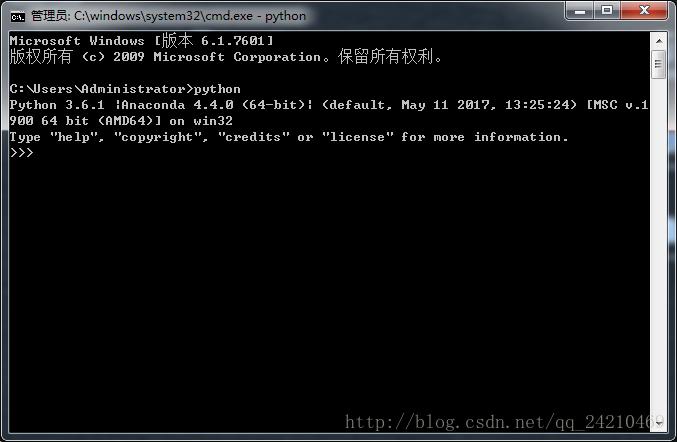 管理员: C:\windows\system32\cmd.exe - python
Microsoft Windows [版本 6.1.7601]
版权所有 (c) 2009 Microsoft Corporation。保留所有权利。
C:\Users\Administrator>python
Python 3.6.1 |Anaconda 4.4.0 (64-bit)| (default, May 11 2017, 13:25:24) [MSC v.1
900 64 bit (AMD64)] on win32
Type "help", "copyright", "credits" or "license" for more information.
>>>
http://blog.csdn.net/qq_24210469